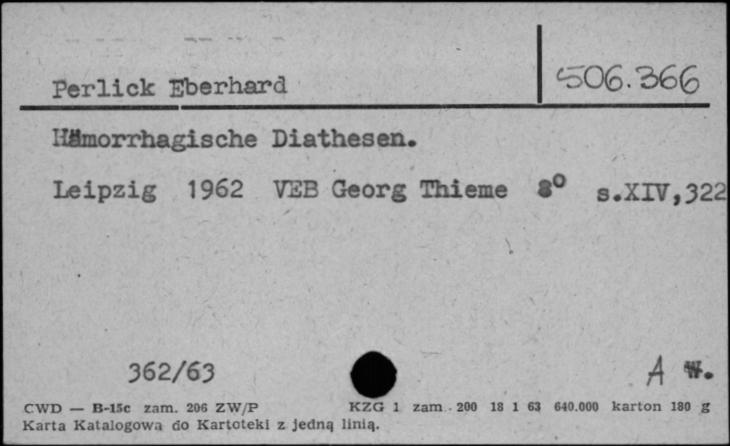 Perlick Eberhard
506.366
Hämorrhagische Diathesen.
Leipzig 1962 VEB Georg Thieme 8° s.XIV,322
362/63
A W.
CWD — B-15c zam. 206 ZW/P KZG 1 zam. 200 18 1 63 640.000 karton 180 g
Karta Katalogowa do Kartoteki z jedną linią.